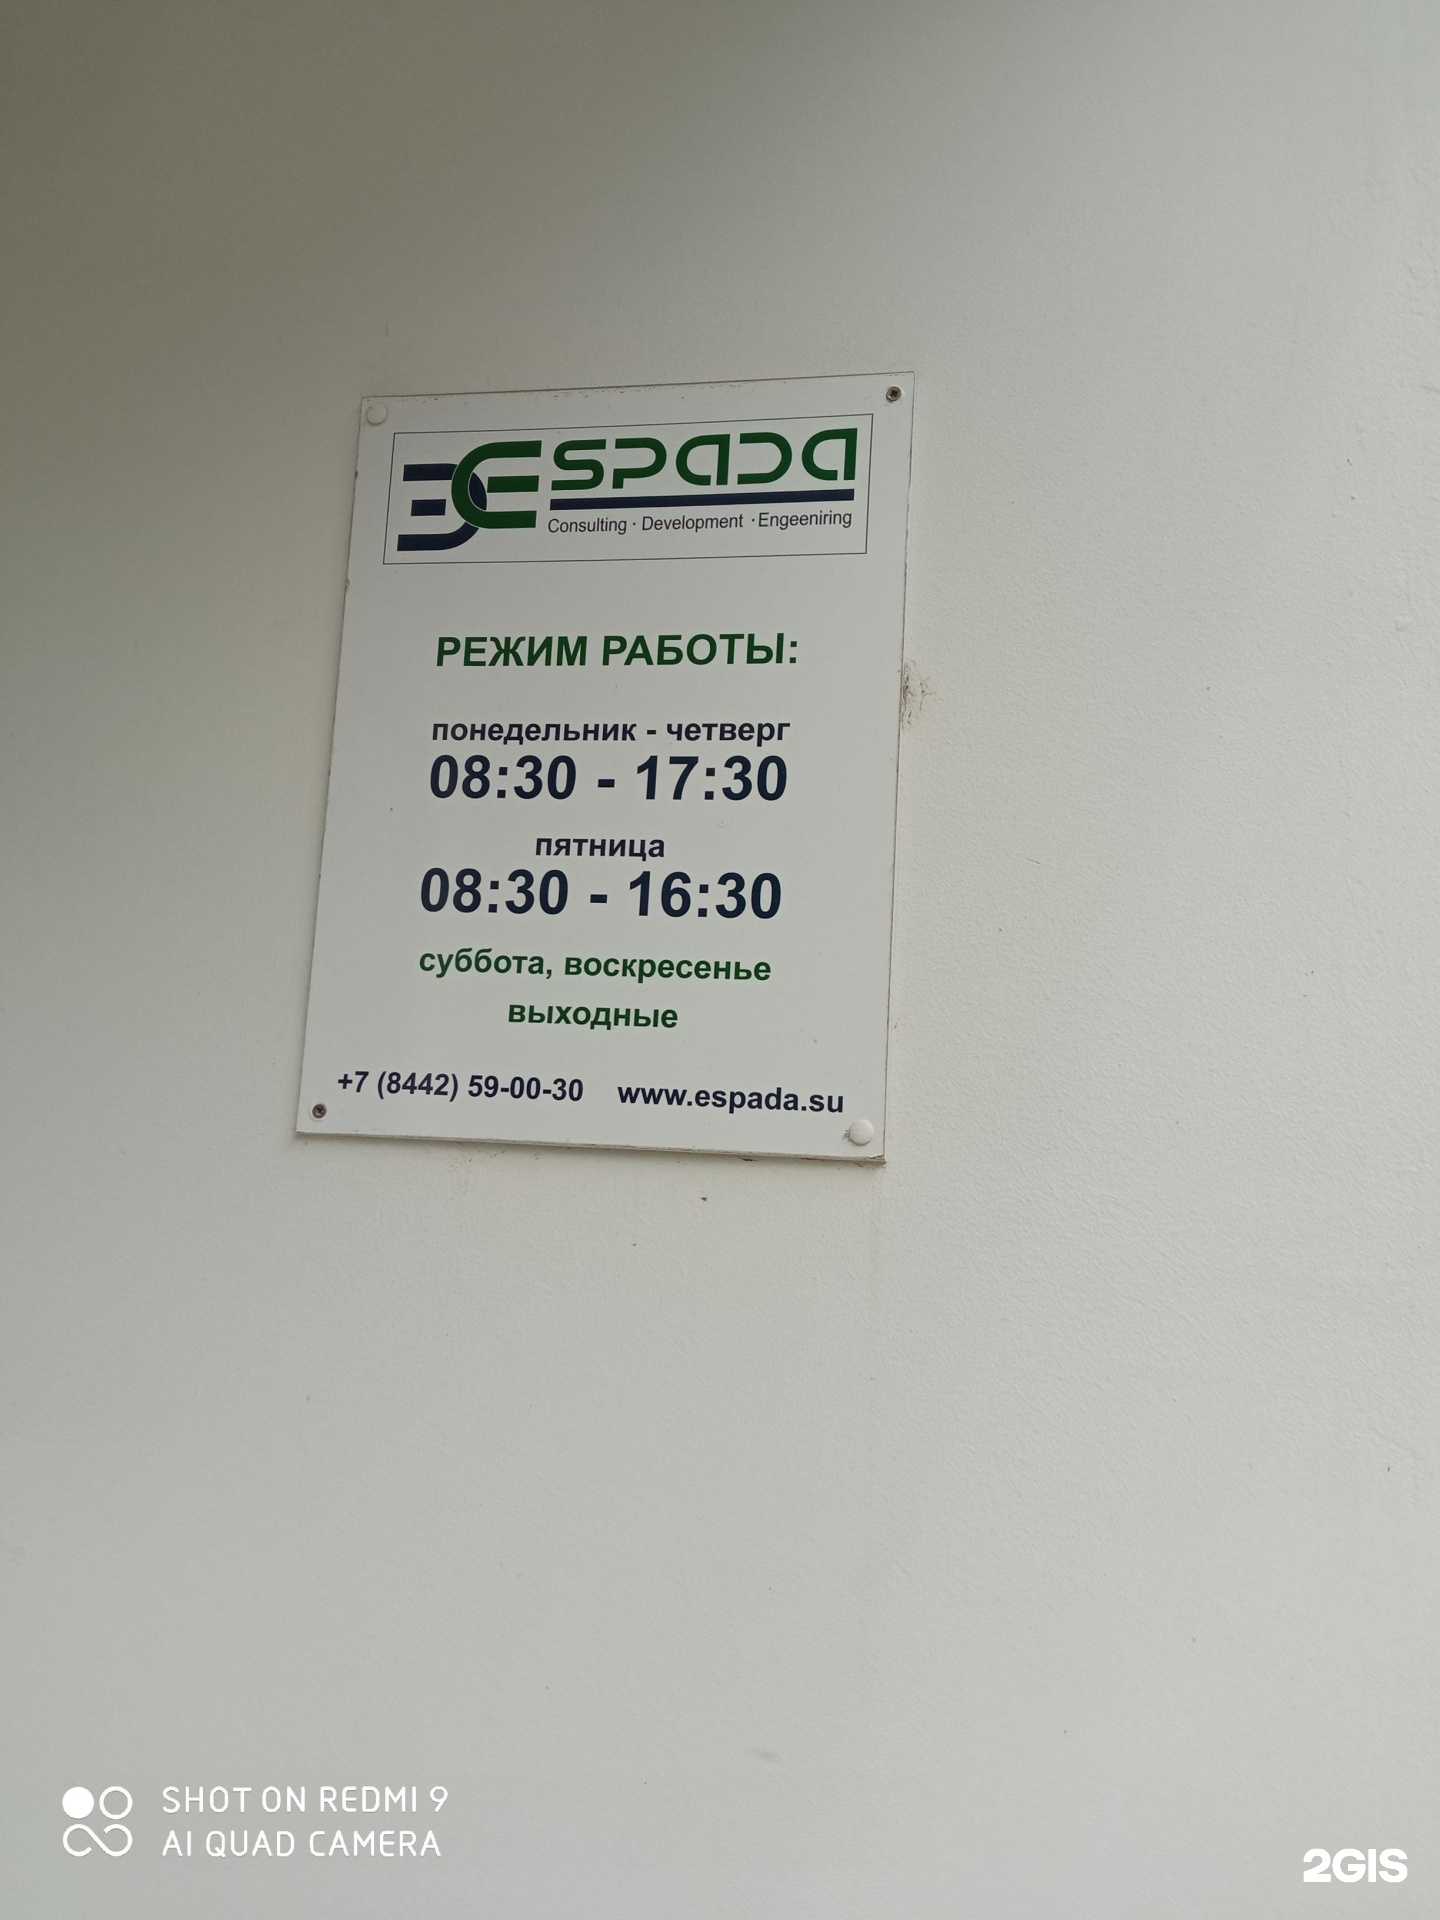 ESPADA
Consulting · Development · Engeeniring
РЕЖИМ РАБОТЫ:
понедельник - четверг
08:30 - 17:30
пятница
08:30 - 16:30
суббота, воскресенье
выходные
+7 (8442) 59-00-30 www.espada.su
SHOT ON REDMI 9
AI QUAD CAMERA
2GIS